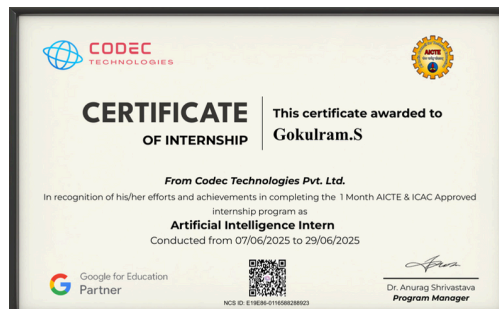 CODEC
TECHNOLOGIES
AICTE
CERTIFICATE
OF INTERNSHIP
This certificate awarded to
Gokulram.S
From Codec Technologies Pvt. Ltd.
In recognition of his/her efforts and achievements in completing the 1 Month AICTE & ICAC Approved
internship program as
Artificial Intelligence Intern
Conducted from 07/06/2025 to 29/06/2025
Google for Education
Partner
NCS ID: E19E86-0116568288923
Dr. Anurag Shrivastava
Program Manager